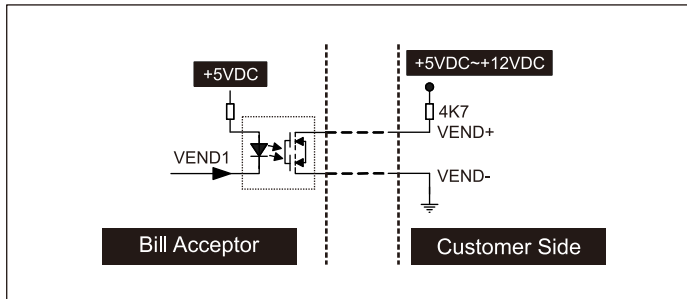 +5VDC
+5VDC~+12VDC
4K7
VEND+
VEND1
VEND-
Bill Acceptor
Customer Side